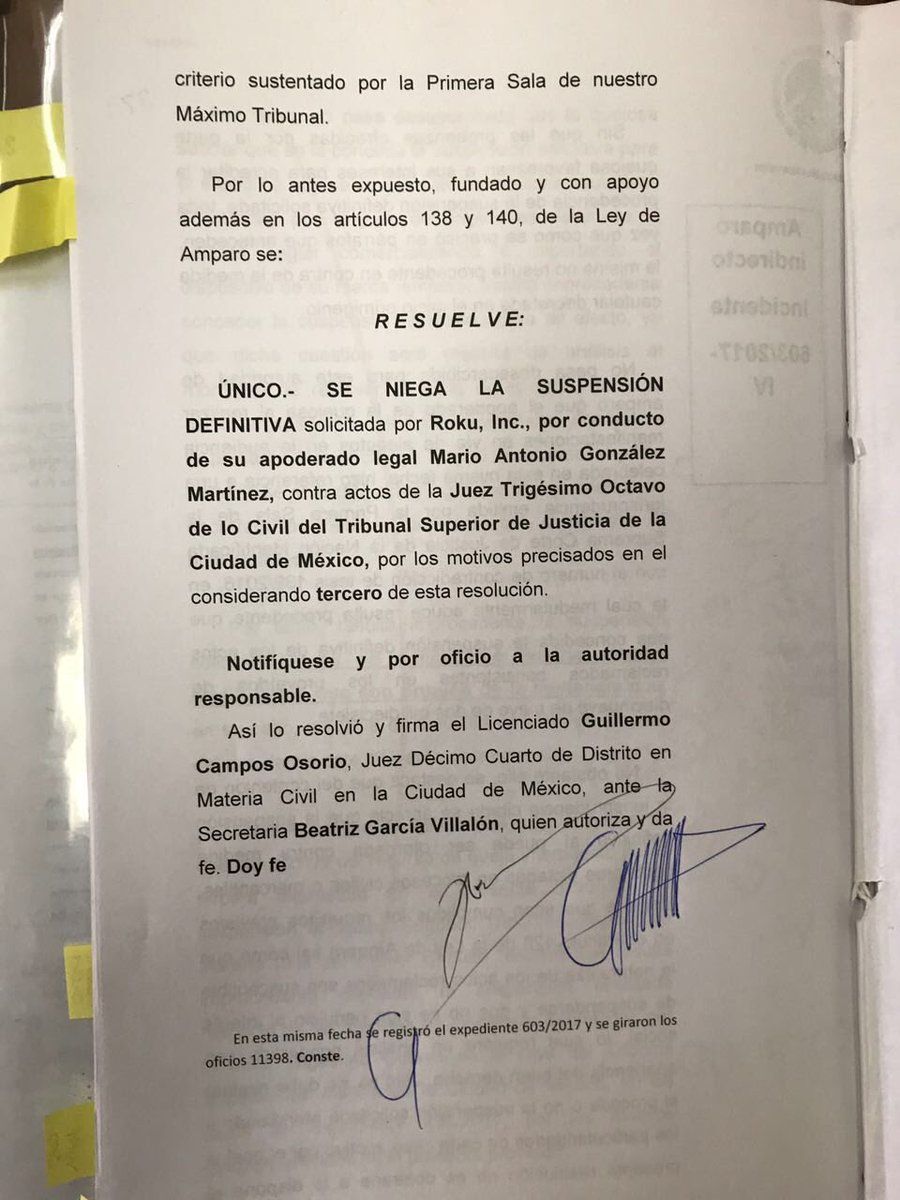 criterio sustentado por la Primera Sala de nuestro
Máximo Tribunal.
Por lo antes expuesto, fundado y con apoyo
además en los artículos 138 y 140, de la Ley de
Amparo se:
R E S U E L V E:
ÚNICO.- SE NIEGA LA SUSPENSIÓN
DEFINITIVA solicitada por Roku, Inc., por conducto
de su apoderado legal Mario Antonio González
Martínez, contra actos de la Juez Trigésimo Octavo
de lo Civil del Tribunal Superior de Justicia de la
Ciudad de México, por los motivos precisados en el
considerando tercero de esta resolución.
Notifíquese y por oficio a la autoridad
responsable.
Así lo resolvió y firma el Licenciado Guillermo
Campos Osorio, Juez Décimo Cuarto de Distrito en
Materia Civil en la Ciudad de México, ante la
Secretaria Beatriz García Villalón, quien autoriza y da
fe. Doy fe
En esta misma fecha se registró el expediente 603/2017 y se giraron los
oficios 11398. Conste.
Amparo
indirecto
Incidente
603/2017-
IV